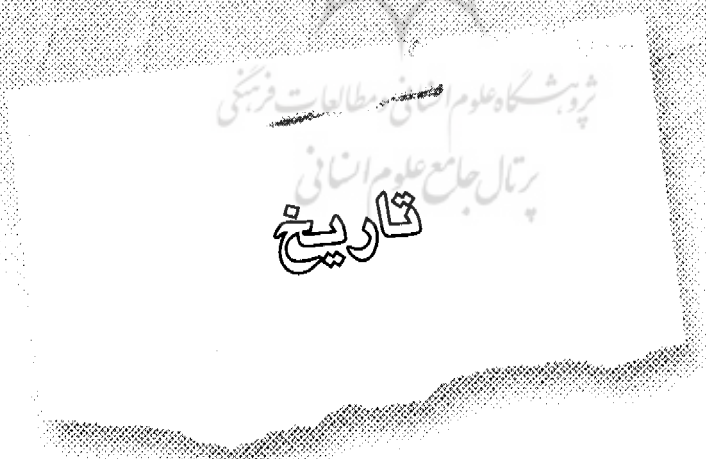 پژوهشگاه علوم انسانی و مطالعات فرهنگی
پرتال جامع علوم انسانی
تاریخ